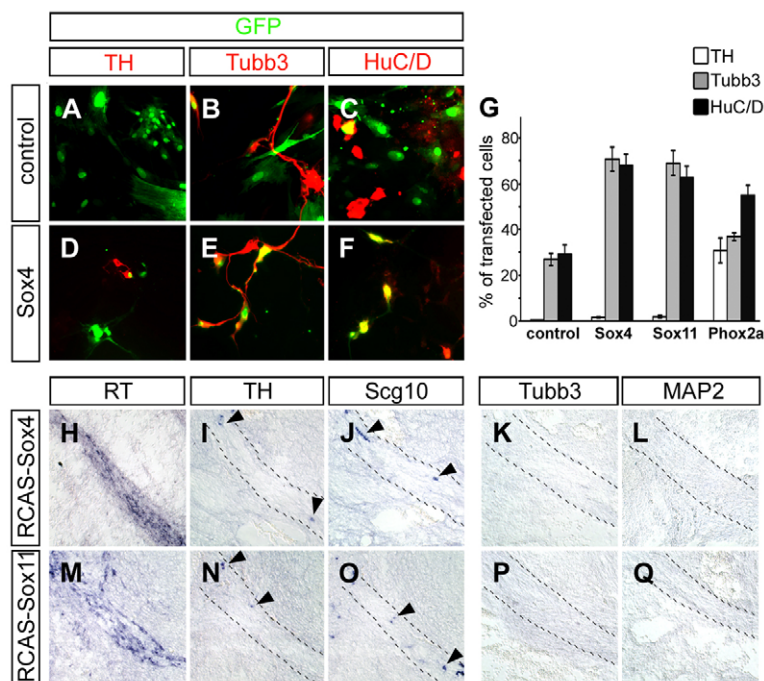 GFP
TH Tubb3 HuC/D
control
A B C
Sox4
D E F
TH
Tubb3
HuC/D
G
% of transfected cells
80
60
40
20
0
control Sox4 Sox11 Phox2a
RT TH Scg10 Tubb3 MAP2
RCAS-Sox4
H I J K L
RCAS-Sox11
M N O P Q